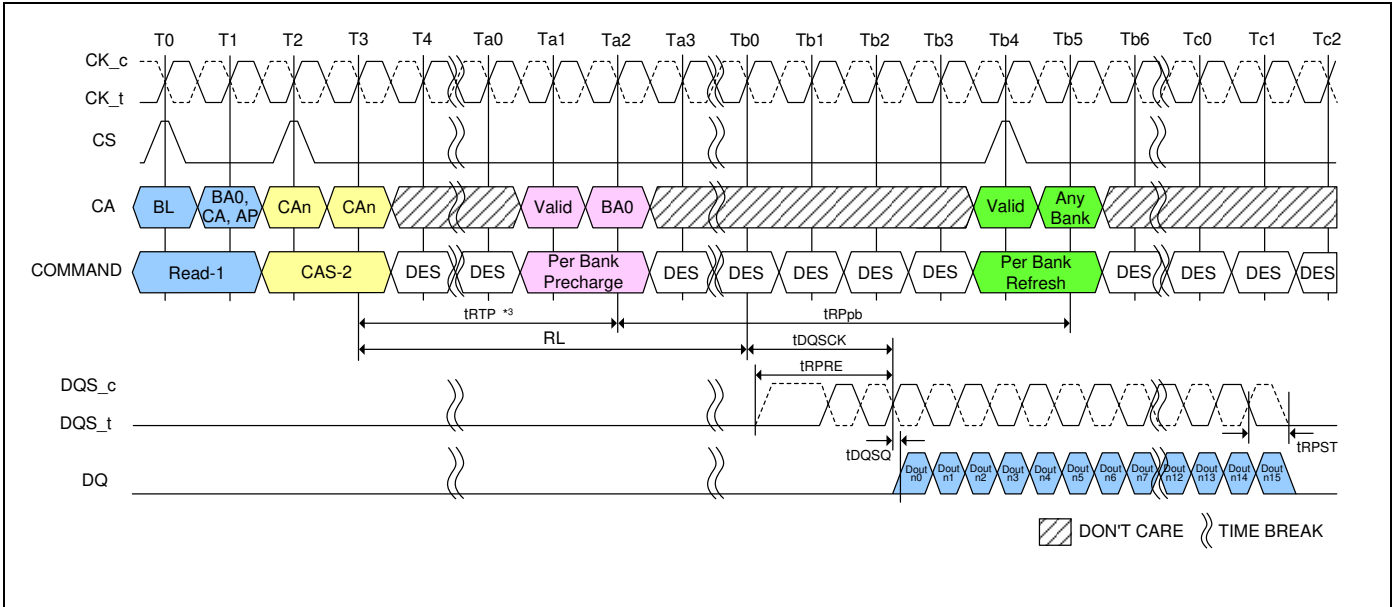 T0 T1 T2 T3 T4 Ta0 Ta1 Ta2 Ta3 Tb0 Tb1 Tb2 Tb3 Tb4 Tb5 Tb6 Tc0 Tc1 Tc2
CK_c
CK_t
CS
CA BL BA0, CA, AP CAn CAn Valid BA0 Valid Any Bank
COMMAND Read-1 CAS-2 DES DES Per Bank Precharge DES DES DES DES DES Per Bank Refresh DES DES DES DES
tRTP *3 tRPpb
RL tDQSCK
tRPRE
DQS_c
DQS_t
tDQSQ tRPST
DQ Dout n0 Dout n1 Dout n2 Dout n3 Dout n4 Dout n5 Dout n6 Dout n7 Dout n12 Dout n13 Dout n14 Dout n15
DON'T CARE TIME BREAK